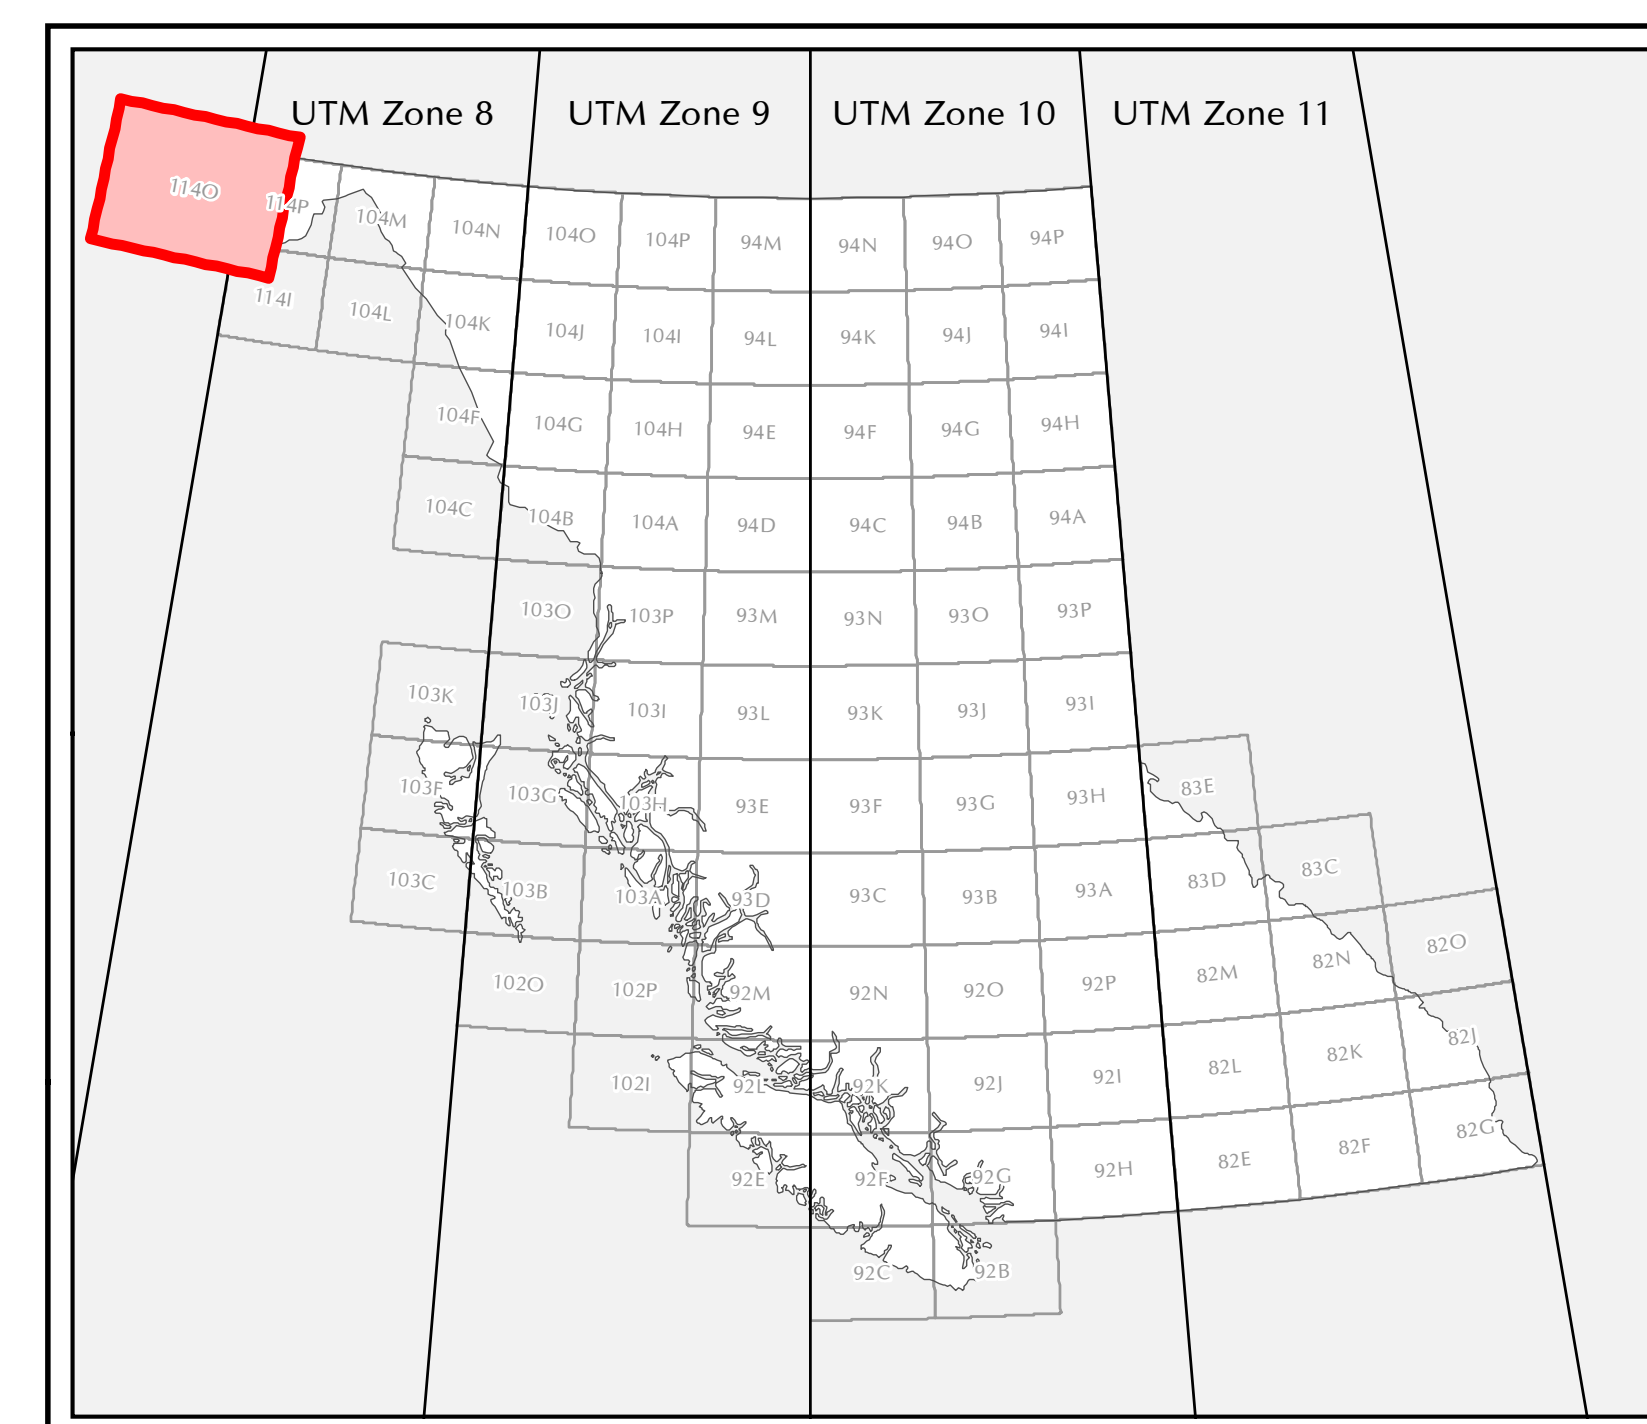 UTM Zone 8 UTM Zone 9 UTM Zone 10 UTM Zone 11
114O 114P 104M 104N 104O 104P 94M 94N 94O 94P
114I 104L 104K 104J 104I 94L 94K 94J 94I
104F 104G 104H 94E 94F 94G 94H
104C 104B 104A 94D 94C 94B 94A
103O 103P 93M 93N 93O 93P
103K 103J 103I 93L 93K 93J 93I
103F 103G 103H 93E 93F 93G 93H 83E
103C 103B 103A 93D 93C 93B 93A 83D 83C
102O 102P 92M 92N 92O 92P 82M 82N 82O
102I 92L 92K 92J 92I 82L 82K 82J
92E 92F 92G 92H 82E 82F 82G
92C 92B